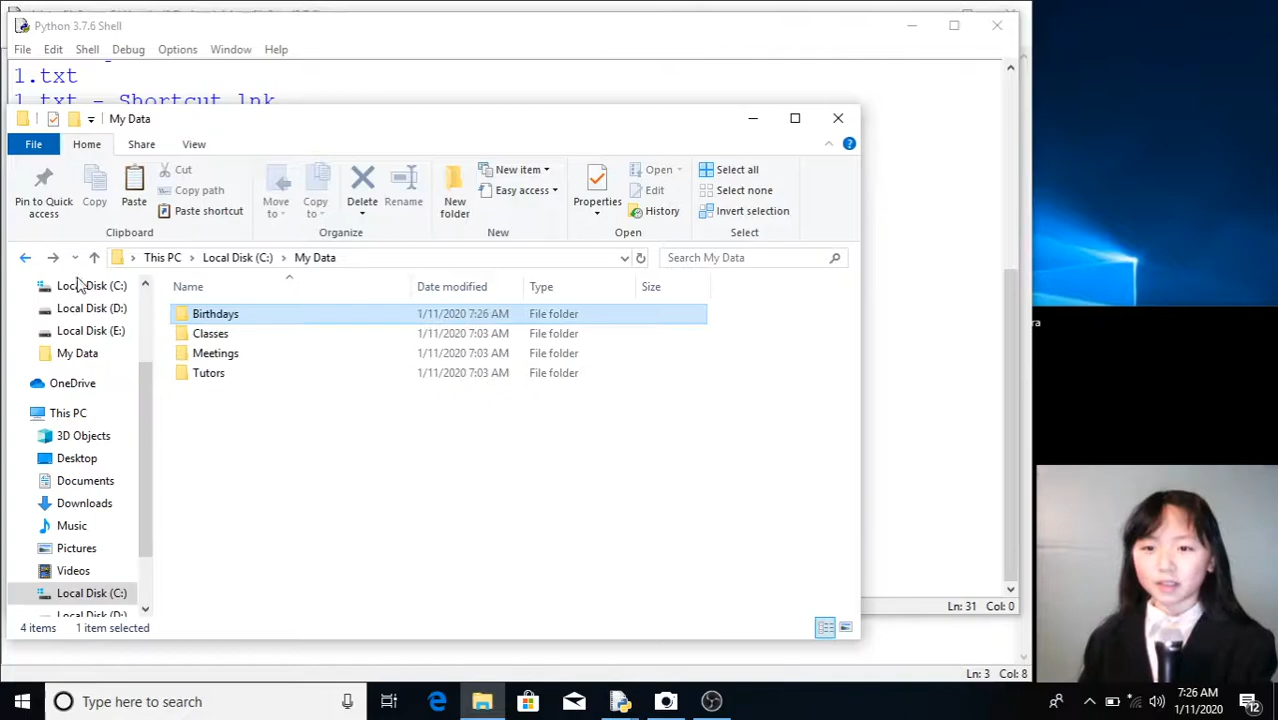 Python 3.7.6 Shell
File Edit Shell Debug Options Window Help
1.txt
1.txt - Shortcut.lnk
My Data
File Home Share View
Pin to Quick access
Copy
Paste
Cut
Copy path
Paste shortcut
Clipboard
Move to
Copy to
Delete
Rename
Organize
New folder
New item
Easy access
New
Properties
Open
Edit
History
Open
Select all
Select none
Invert selection
Select
This PC > Local Disk (C:) > My Data
Search My Data
Local Disk (C:)
Local Disk (D:)
Local Disk (E:)
My Data
OneDrive
This PC
3D Objects
Desktop
Documents
Downloads
Music
Pictures
Videos
Local Disk (C:)
Local Disk (D:)
Name Date modified Type Size
Birthdays 1/11/2020 7:26 AM File folder
Classes 1/11/2020 7:03 AM File folder
Meetings 1/11/2020 7:03 AM File folder
Tutors 1/11/2020 7:03 AM File folder
4 items 1 item selected
Ln: 31 Col: 0
Ln: 3 Col: 8
ra
Type here to search
7:26 AM
1/11/2020
12